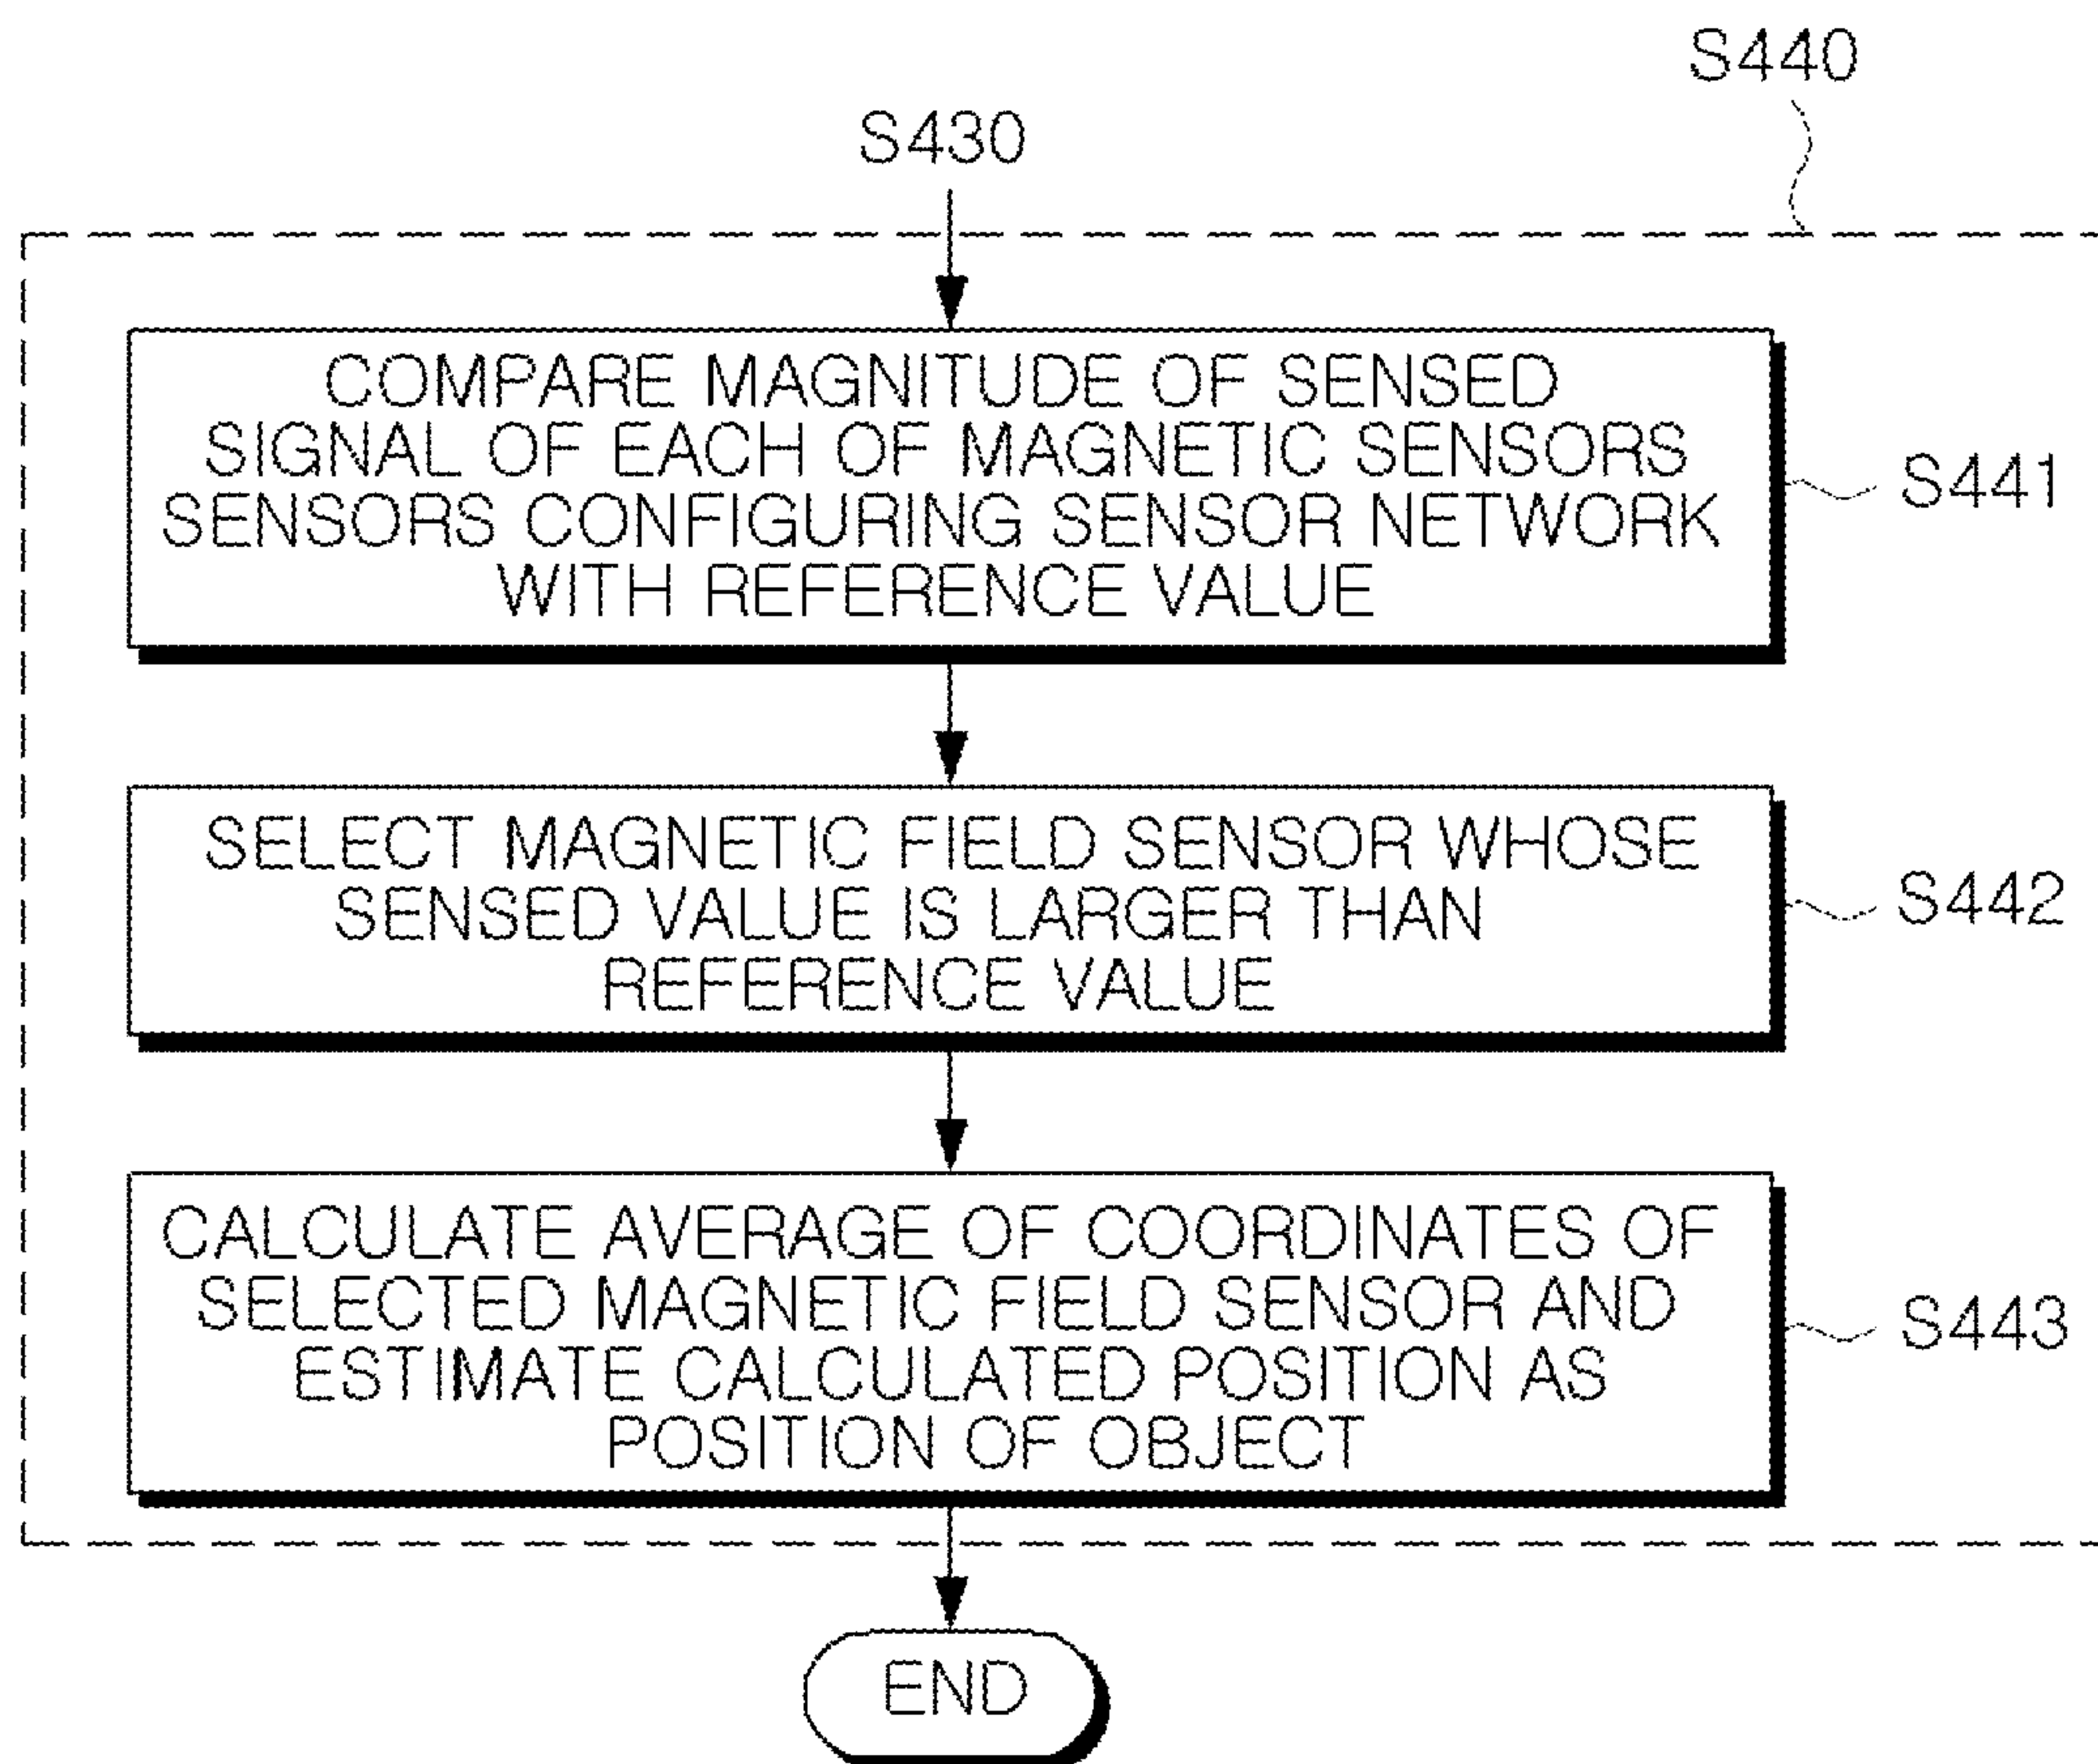 S440
S430
COMPARE MAGNITUDE OF SENSED
SIGNAL OF EACH OF MAGNETIC SENSORS
SENSORS CONFIGURING SENSOR NETWORK
WITH REFERENCE VALUE
S441
SELECT MAGNETIC FIELD SENSOR WHOSE
SENSED VALUE IS LARGER THAN
REFERENCE VALUE
S442
CALCULATE AVERAGE OF COORDINATES OF
SELECTED MAGNETIC FIELD SENSOR AND
ESTIMATE CALCULATED POSITION AS
POSITION OF OBJECT
S443
END